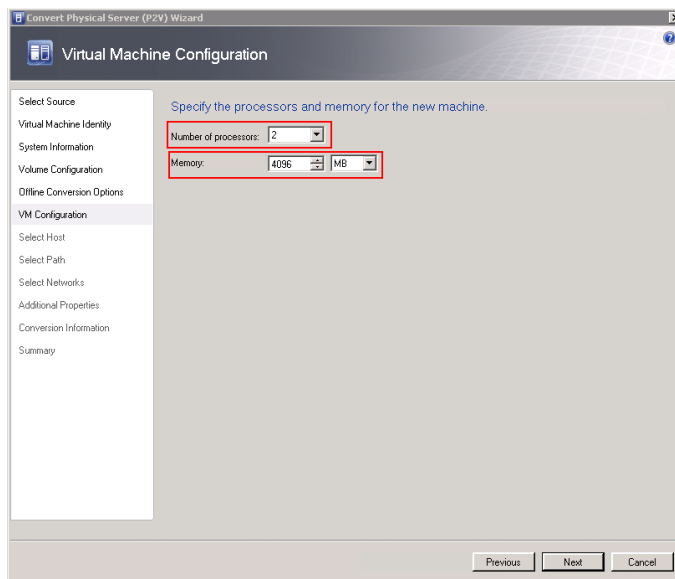 Convert Physical Server (P2V) Wizard
Virtual Machine Configuration
Select Source
Virtual Machine Identity
System Information
Volume Configuration
Offline Conversion Options
VM Configuration
Select Host
Select Path
Select Networks
Additional Properties
Conversion Information
Summary
Specify the processors and memory for the new machine.
Number of processors: 2
Memory: 4096 MB
Previous Next Cancel